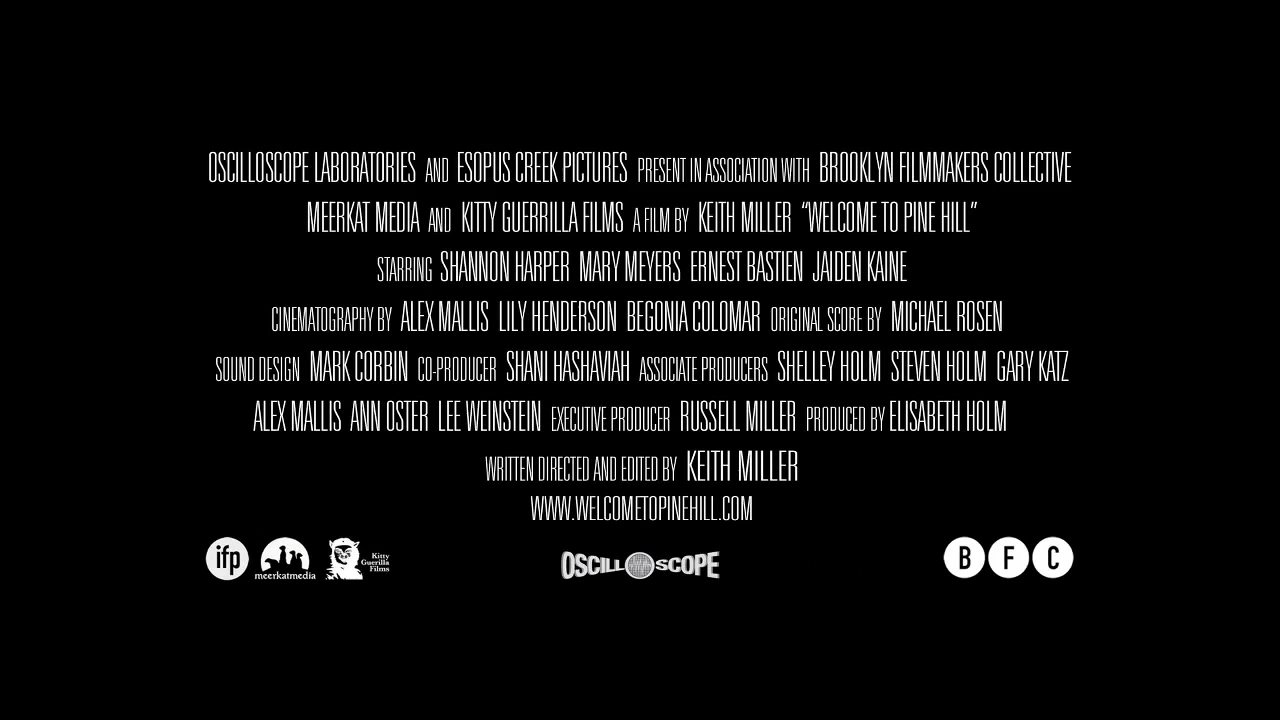 OSCILLOSCOPE LABORATORIES AND ESOPUS CREEK PICTURES PRESENT IN ASSOCIATION WITH BROOKLYN FILMMAKERS COLLECTIVE
MEERKAT MEDIA AND KITTY GUERRILLA FILMS A FILM BY KEITH MILLER “WELCOME TO PINE HILL”
STARRING SHANNON HARPER MARY MEYERS ERNEST BASTIEN JAIDEN KAINE
CINEMATOGRAPHY BY ALEX MALLIS LILY HENDERSON BEGONIA COLOMAR ORIGINAL SCORE BY MICHAEL ROSEN
SOUND DESIGN MARK CORBIN CO-PRODUCER SHANI HASHAVIAH ASSOCIATE PRODUCERS SHELLEY HOLM STEVEN HOLM GARY KATZ
ALEX MALLIS ANN OSTER LEE WEINSTEIN EXECUTIVE PRODUCER RUSSELL MILLER PRODUCED BY ELISABETH HOLM
WRITTEN DIRECTED AND EDITED BY KEITH MILLER
WWW.WELCOMETOPINEHILL.COM
ifp
meerkatmedia
Kitty
Guerilla
Films
OSCILLOSCOPE
B F C